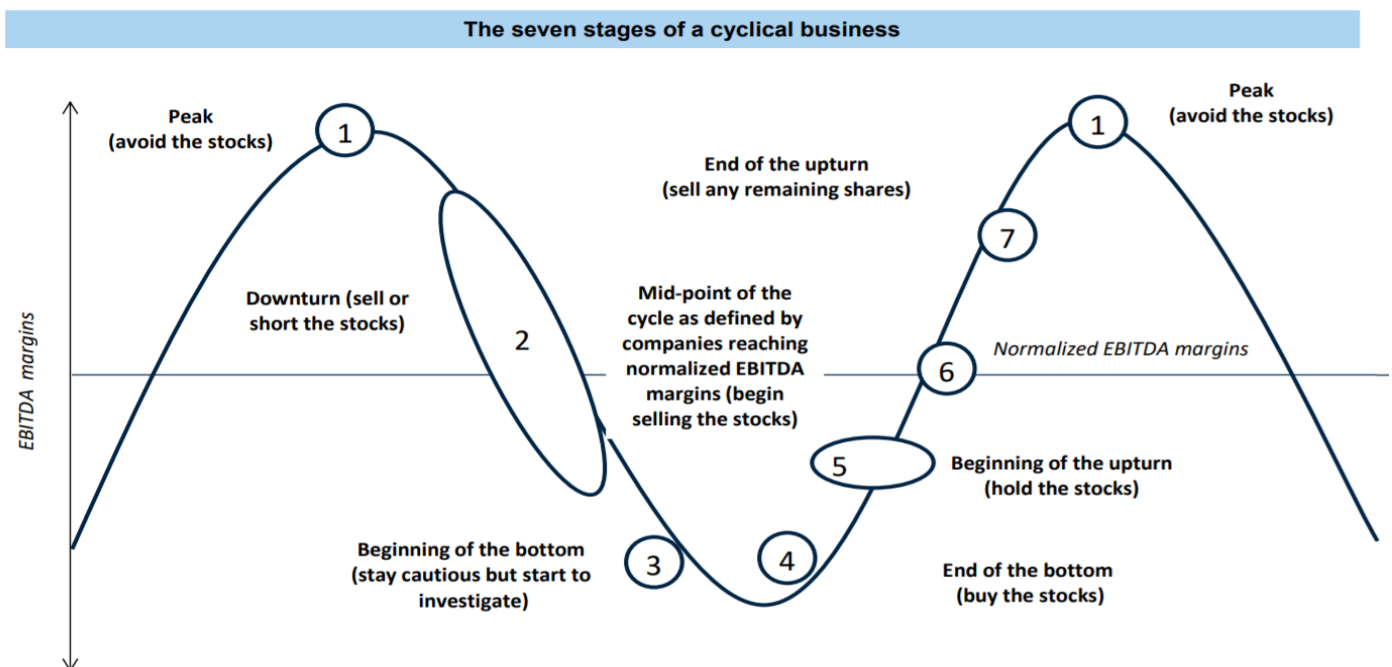 The seven stages of a cyclical business
Peak
(avoid the stocks)
1
Peak
(avoid the stocks)
1
End of the upturn
(sell any remaining shares)
7
Downturn (sell or
short the stocks)
2
Mid-point of the
cycle as defined by
companies reaching
normalized EBITDA
margins (begin
selling the stocks)
Normalized EBITDA margins
6
EBITDA margins
5
Beginning of the upturn
(hold the stocks)
Beginning of the bottom
(stay cautious but start to
investigate)
3
4
End of the bottom
(buy the stocks)